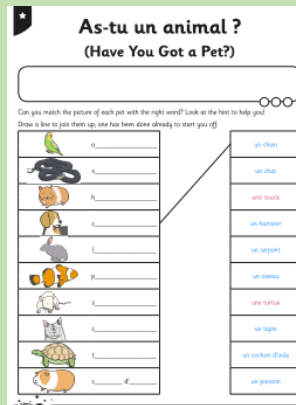 As-tu un animal ?
(Have You Got a Pet?)
Can you match the picture of each pet with the right word? Look at the hint to help you!
Draw a line to join them up; one has been done already to start you off.
o
un chien
s
un chat
h
une souris
c
un hamster
l
un serpent
p
un oiseau
s
une tortue
c
un lapin
t
un cochon d'inde
c d'
un poisson